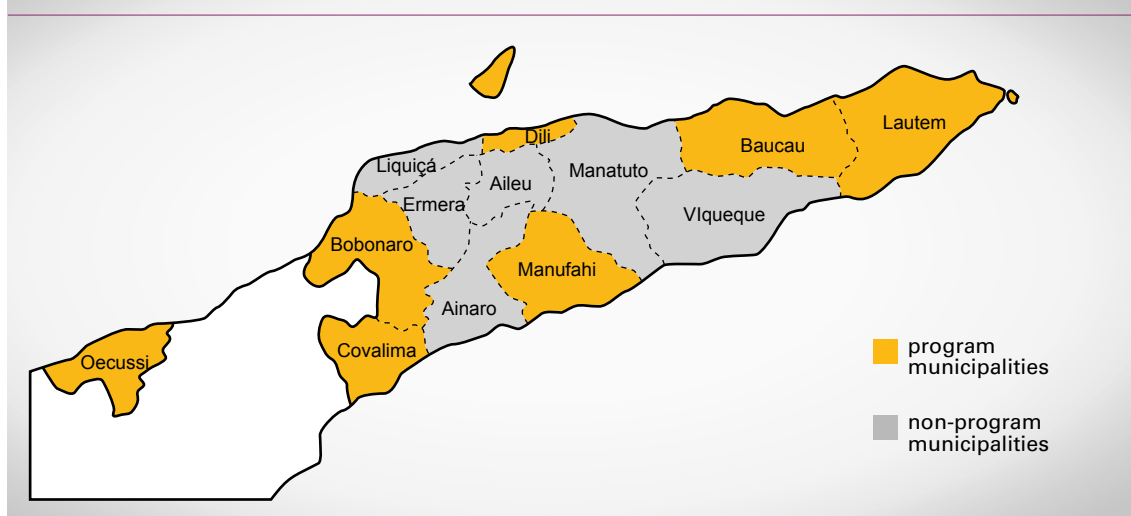 Lautem
Dili
Baucau
Liquiçá
Manatuto
Aileu
Ermera
VIqueque
Bobonaro
Manufahi
Ainaro
Covalima
Oecussi
program
municipalities
non-program
municipalities